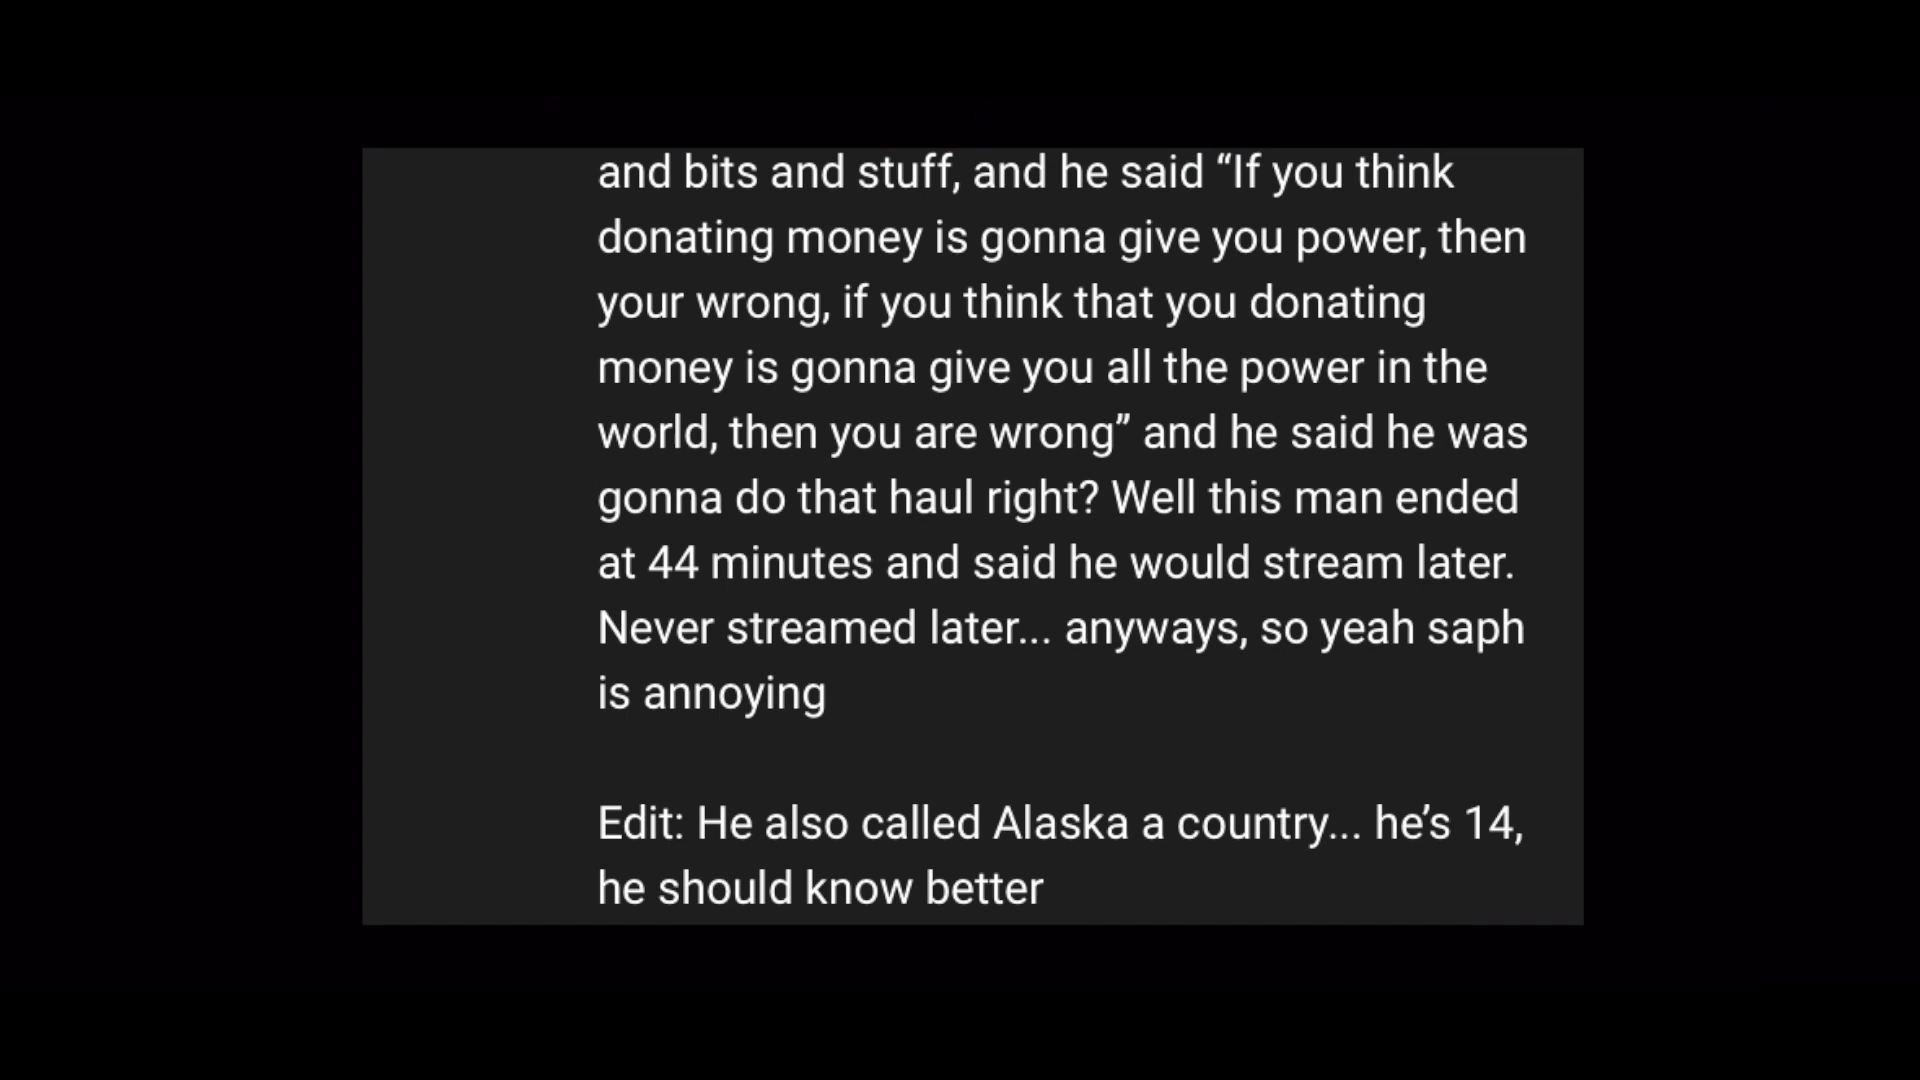 and bits and stuff, and he said “If you think
donating money is gonna give you power, then
your wrong, if you think that you donating
money is gonna give you all the power in the
world, then you are wrong” and he said he was
gonna do that haul right? Well this man ended
at 44 minutes and said he would stream later.
Never streamed later... anyways, so yeah saph
is annoying
Edit: He also called Alaska a country... he’s 14,
he should know better